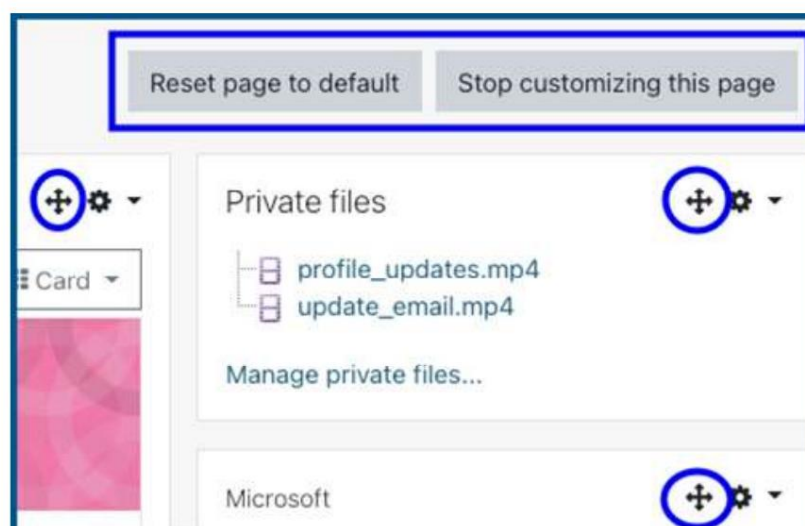 Reset page to default
Stop customizing this page
Private files
Card
profile_updates.mp4
update_email.mp4
Manage private files...
Microsoft